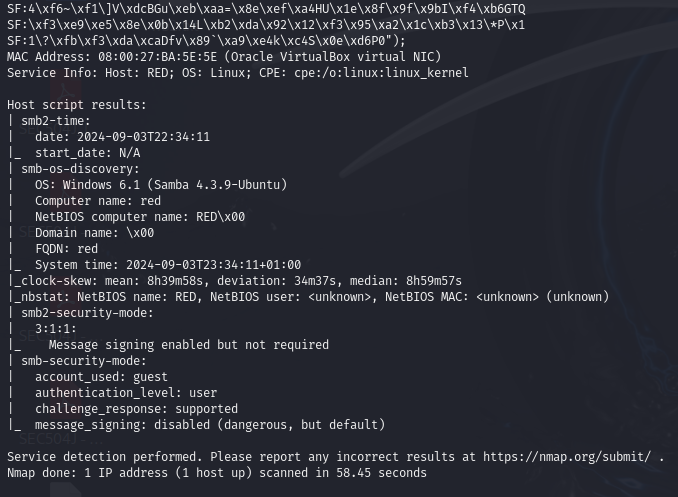 SF:4\xf6~\xf1\]V\xdcBGu\xeb\xaa=\x8e\xef\xa4HU\x1e\x8f\x9f\x9bI\xf4\xb6GTQ
SF:\xf3\xe9\xe5\x8e\x0b\x14L\xb2\xda\x92\x12\xf3\x95\xa2\x1c\xb3\x13\*P\x1
SF:1\?\xfb\xf3\xda\xcaDfv\x89`\xa9\xe4k\xc4S\x0e\xd6P0");
MAC Address: 08:00:27:BA:5E:5E (Oracle VirtualBox virtual NIC)
Service Info: Host: RED; OS: Linux; CPE: cpe:/o:linux:linux_kernel

Host script results:
| smb2-time:
|   date: 2024-09-03T22:34:11
|_  start_date: N/A
| smb-os-discovery:
|   OS: Windows 6.1 (Samba 4.3.9-Ubuntu)
|   Computer name: red
|   NetBIOS computer name: RED\x00
|   Domain name: \x00
|   FQDN: red
|_  System time: 2024-09-03T23:34:11+01:00
|_clock-skew: mean: 8h39m58s, deviation: 34m37s, median: 8h59m57s
|_nbstat: NetBIOS name: RED, NetBIOS user: <unknown>, NetBIOS MAC: <unknown> (unknown)
| smb2-security-mode:
|   3:1:1:
|_    Message signing enabled but not required
| smb-security-mode:
|   account_used: guest
|   authentication_level: user
|   challenge_response: supported
|_  message_signing: disabled (dangerous, but default)

Service detection performed. Please report any incorrect results at https://nmap.org/submit/ .
Nmap done: 1 IP address (1 host up) scanned in 58.45 seconds